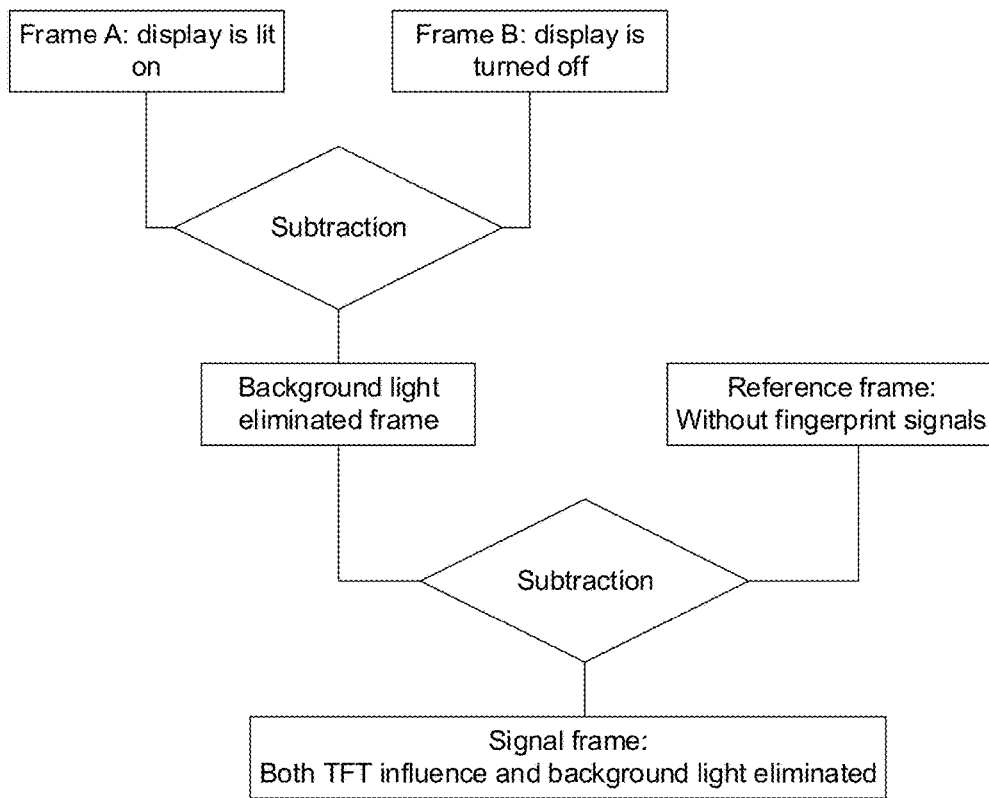 Frame A: display is lit
on
Frame B: display is
turned off
Subtraction
Background light
eliminated frame
Reference frame:
Without fingerprint signals
Subtraction
Signal frame:
Both TFT influence and background light eliminated